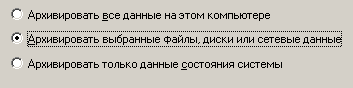 Архивировать все данные на этом компьютере
Архивировать выбранные файлы, диски или сетевые данные
Архивировать только данные состояния системы